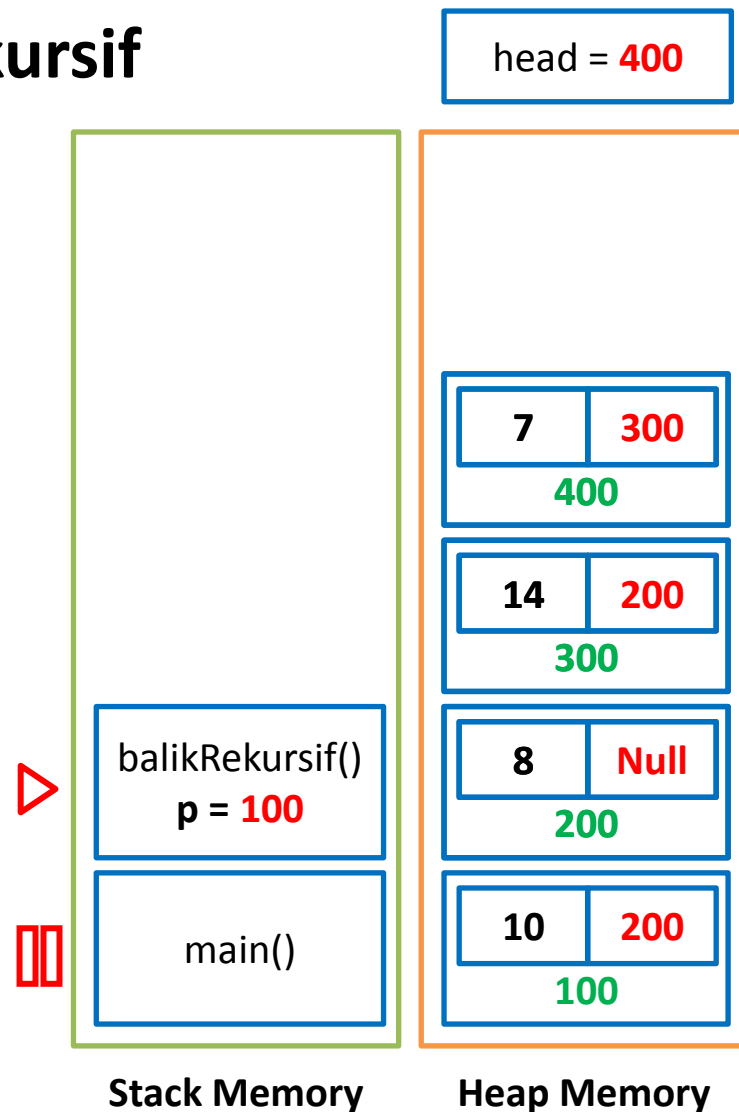 kursif
head = 400
7 300
400
14 200
300
balikRekursif()
p = 100
8 Null
200
main()
10 200
100
Stack Memory
Heap Memory